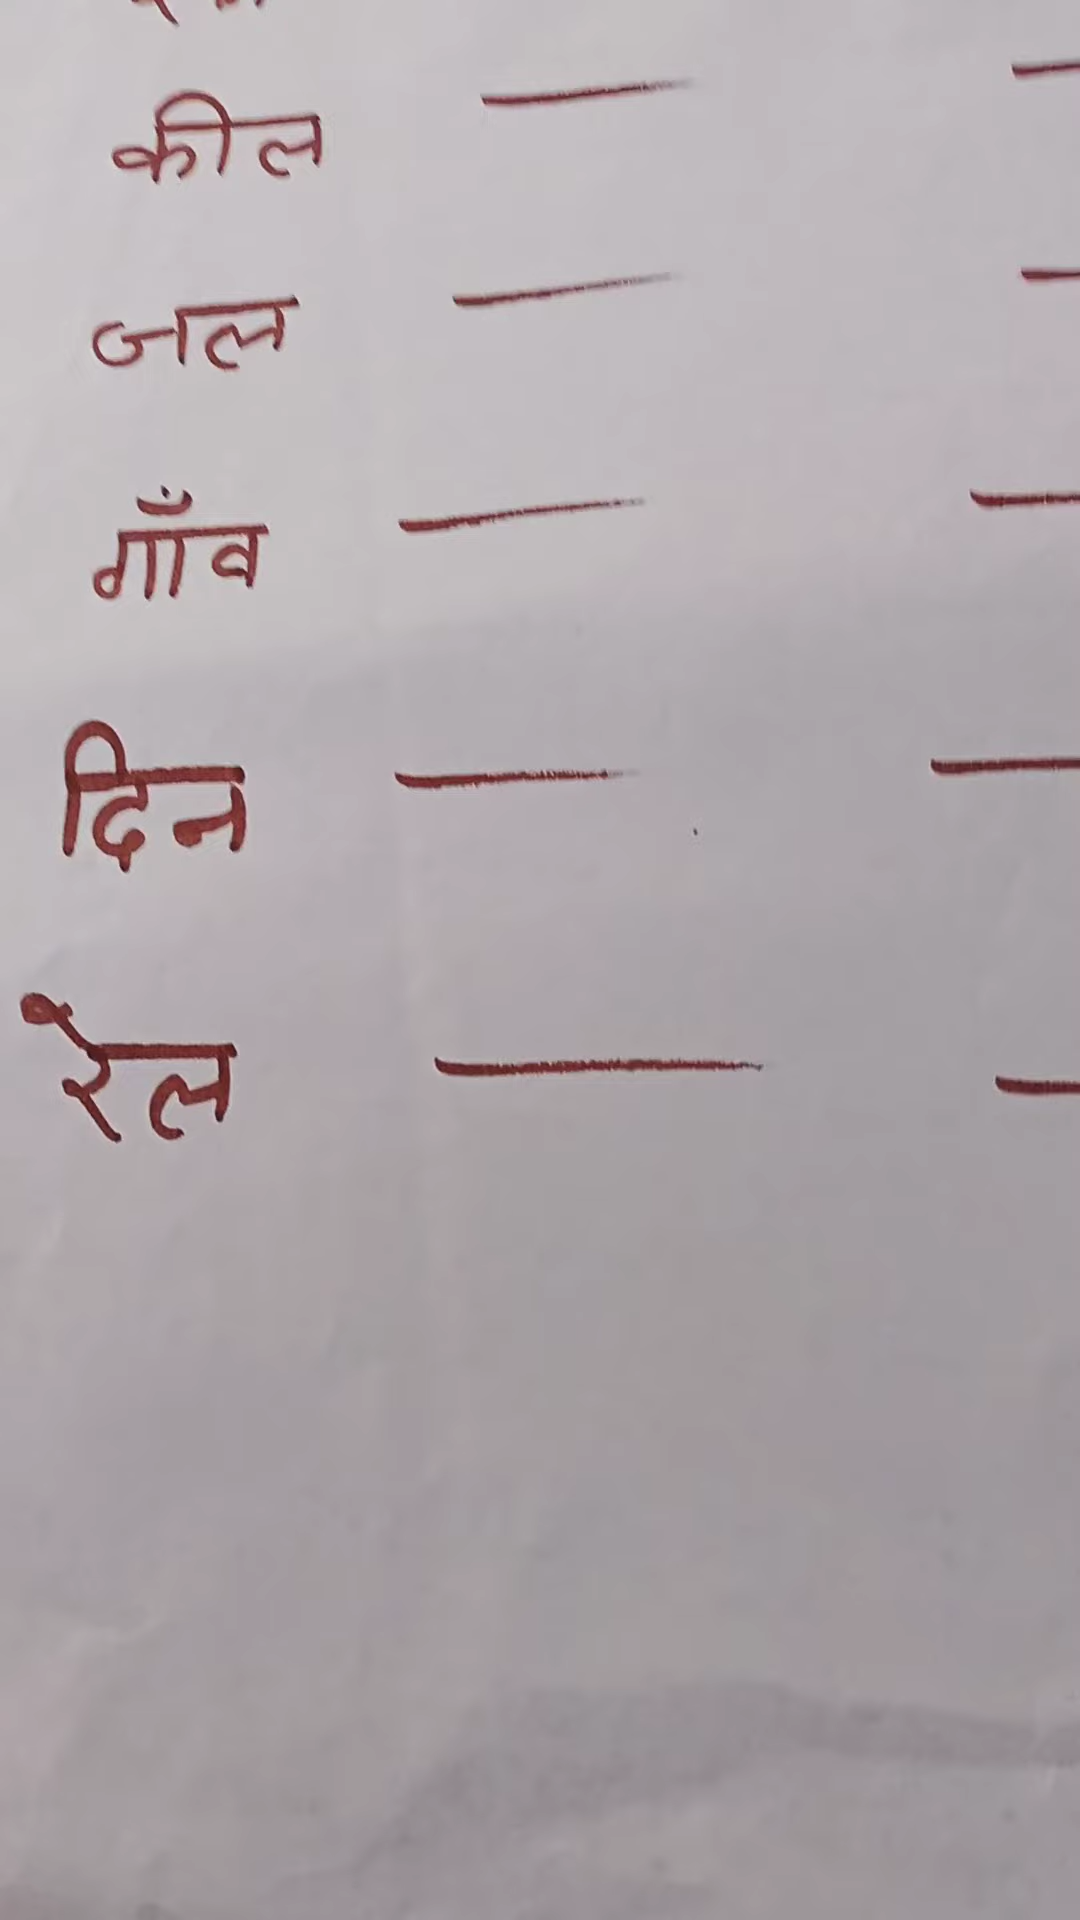 कील — —
जल — —
गाँव — —
दिन — —
रेल — —